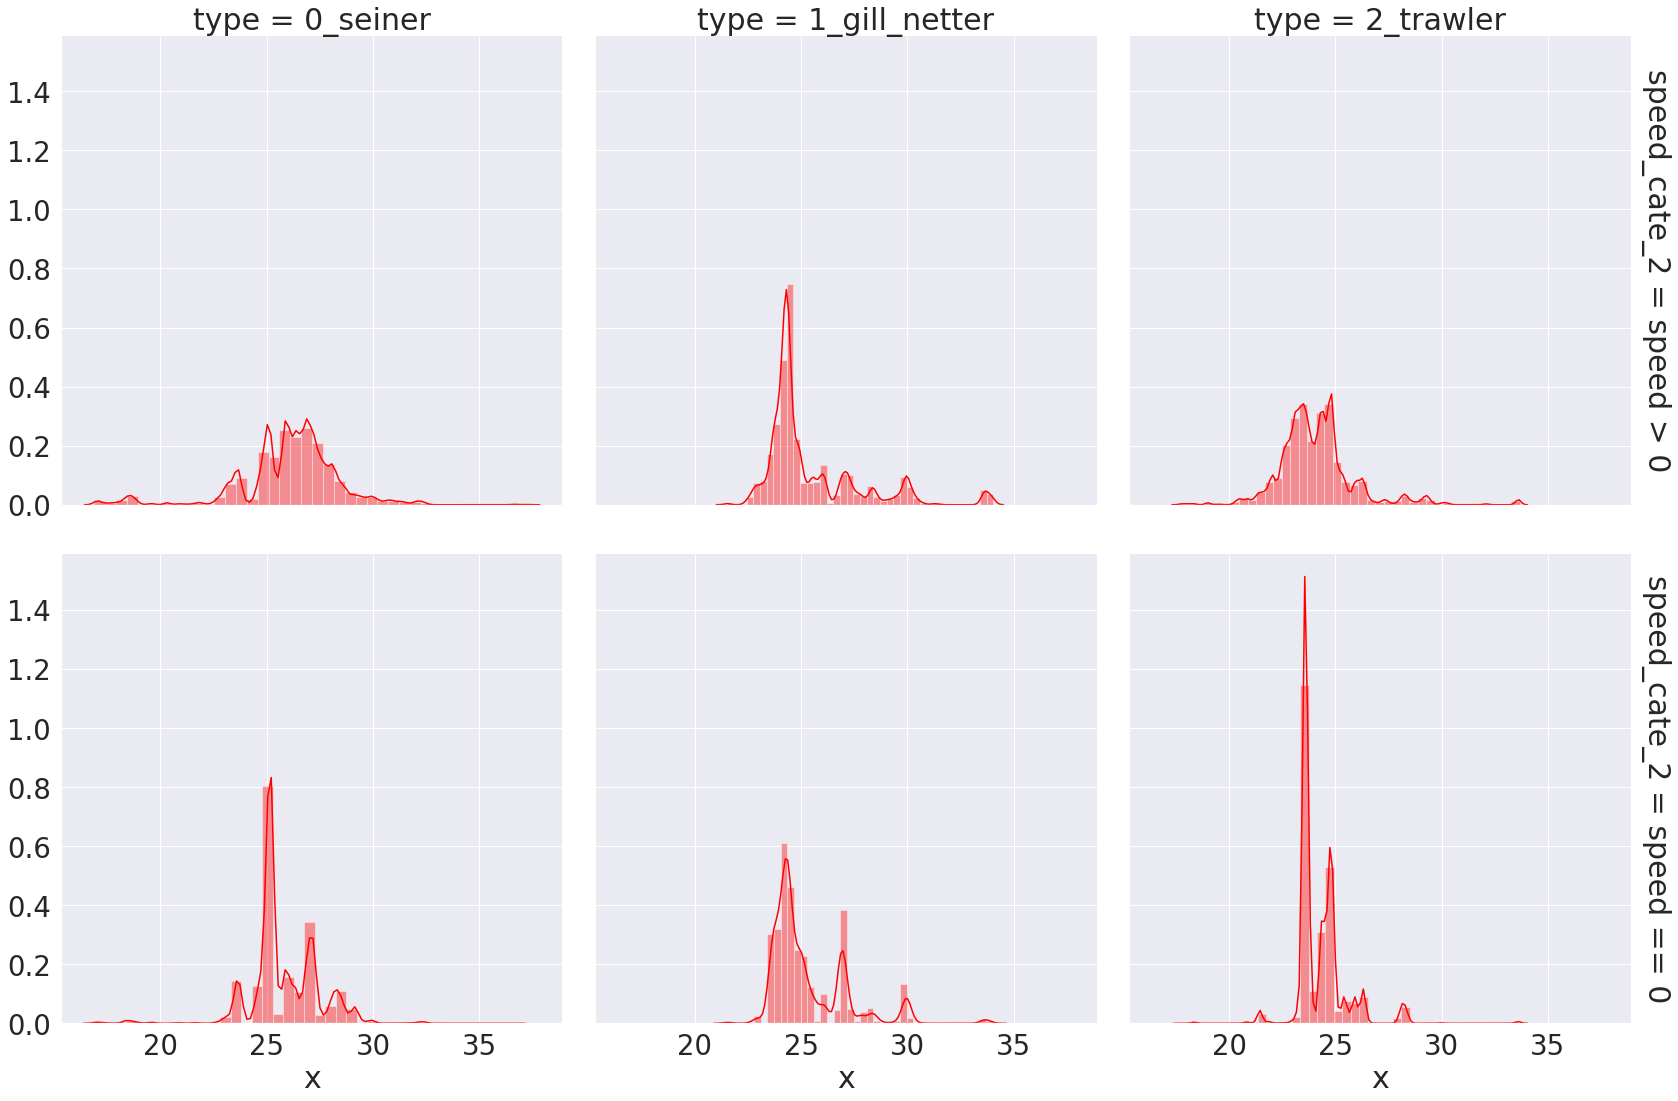 type = 0_seiner
type = 1_gill_netter
type = 2_trawler
1.4
1.2
1.0
0.8
0.6
0.4
0.2
0.0
speed_cate_2 = speed > 0
1.4
1.2
1.0
0.8
0.6
0.4
0.2
0.0
speed_cate_2 = speed == 0
20 25 30 35
20 25 30 35
20 25 30 35
x
x
x